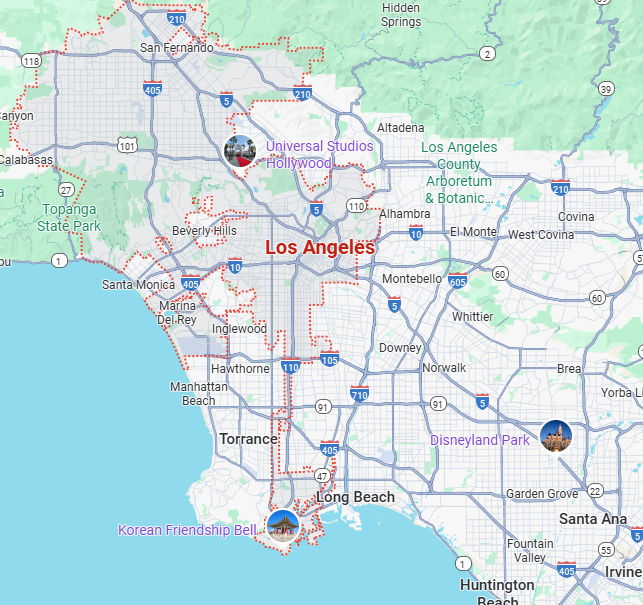 Hidden
Springs
210
San Fernando
118
2
405
5
210
39
anyon
101
Altadena
Universal Studios
Hollywood
Los Angeles
County
Arboretum
& Botanic...
Calabasas
27
210
Topanga
State Park
5
110
Alhambra
Covina
Beverly Hills
10
El Monte
West Covina
Los Angeles
1
10
Santa Monica
405
Montebello
605
60
60
5
Marina
Del Rey
Inglewood
Whittier
Downey
105
Hawthorne
110
Norwalk
Brea
Manhattan
Beach
710
Yorba Li
5
91
91
Torrance
Disneyland Park
405
47
Long Beach
Garden Grove
22
Santa Ana
Korean Friendship Bell
5
Fountain
Valley
55
1
405
Irvine
Huntington
Beach